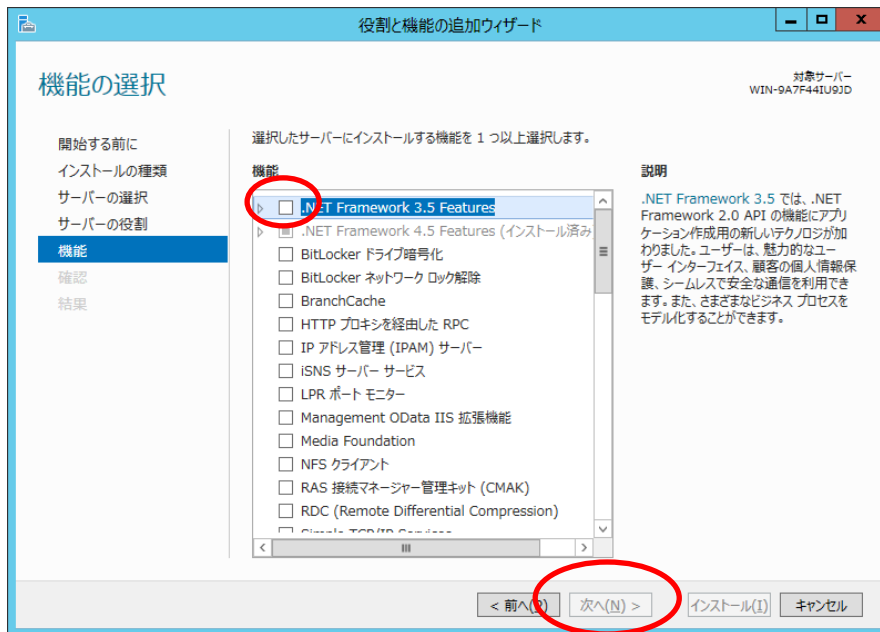 役割と機能の追加ウィザード
機能の選択
対象サーバー
WIN-9A7F44IU9JD
開始する前に
インストールの種類
サーバーの選択
サーバーの役割
機能
確認
結果
選択したサーバーにインストールする機能を 1 つ以上選択します。
機能
.NET Framework 3.5 Features
.NET Framework 4.5 Features (インストール済み
BitLocker ドライブ暗号化
BitLocker ネットワーク ロック解除
BranchCache
HTTP プロキシを経由した RPC
IP アドレス管理 (IPAM) サーバー
iSNS サーバー サービス
LPR ポート モニター
Management OData IIS 拡張機能
Media Foundation
NFS クライアント
RAS 接続マネージャー管理キット (CMAK)
RDC (Remote Differential Compression)
Simple TCP/IP Services
説明
.NET Framework 3.5 では、.NET
Framework 2.0 API の機能にアプリ
ケーション作成用の新しいテクノロジが加
わりました。ユーザーは、魅力的なユー
ザー インターフェイス、顧客の個人情報保
護、シームレスで安全な通信を利用でき
ます。また、さまざまなビジネス プロセスを
モデル化することができます。
< 前へ(P)
次へ(N) >
インストール(I)
キャンセル